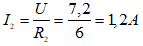 I₂ = U/R₂ = 7,2/6 = 1,2A